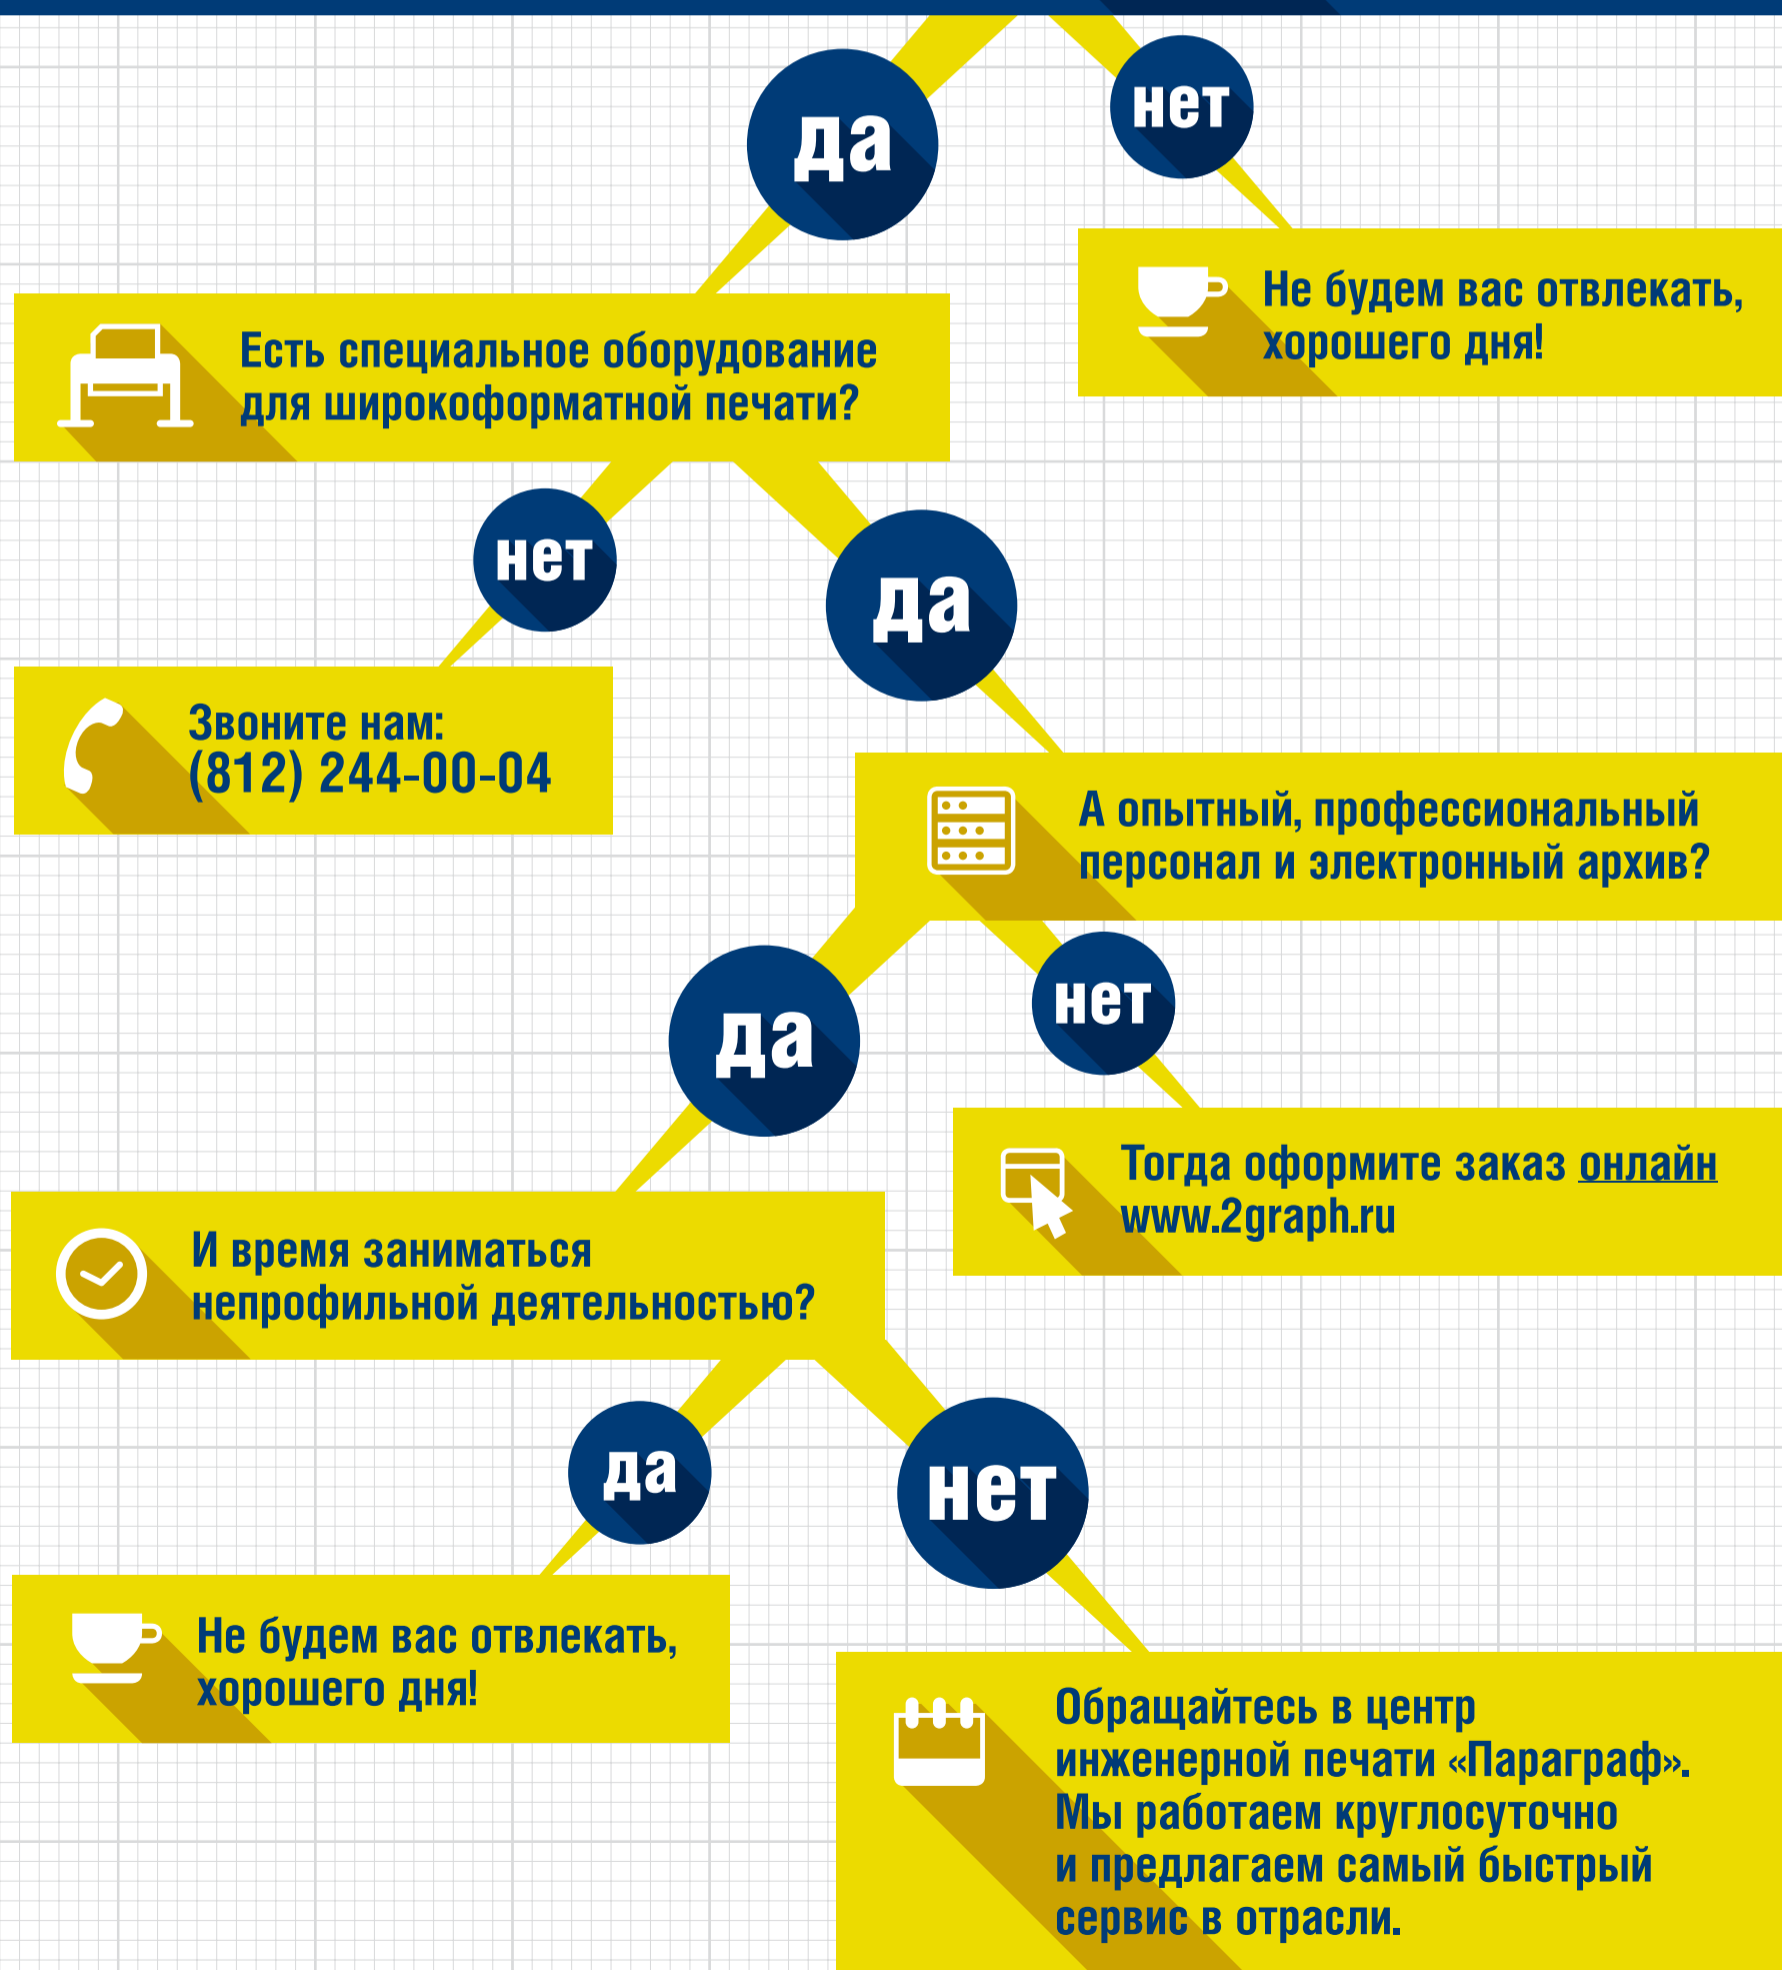 да
нет
Не будем вас отвлекать,
хорошего дня!
Есть специальное оборудование
для широкоформатной печати?
нет
да
Звоните нам:
(812) 244-00-04
А опытный, профессиональный
персонал и электронный архив?
да
нет
Тогда оформите заказ онлайн
www.2graph.ru
И время заниматься
непрофильной деятельностью?
да
нет
Не будем вас отвлекать,
хорошего дня!
Обращайтесь в центр
инженерной печати «Параграф».
Мы работаем круглосуточно
и предлагаем самый быстрый
сервис в отрасли.